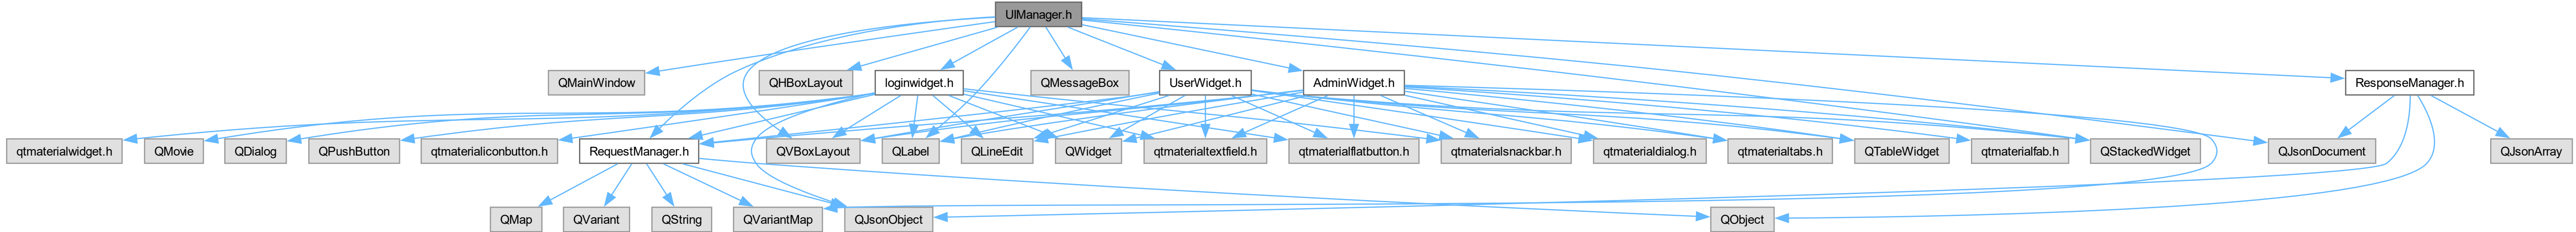 UIManager.h
QMainWindow
QHBoxLayout
loginwidget.h
QMessageBox
UserWidget.h
AdminWidget.h
ResponseManager.h
qtmaterialwidget.h
QMovie
QDialog
QPushButton
qtmaterialiconbutton.h
RequestManager.h
QVBoxLayout
QLabel
QLineEdit
QWidget
qtmaterialtextfield.h
qtmaterialflatbutton.h
qtmaterialsnackbar.h
qtmaterialdialog.h
qtmaterialtabs.h
QTableWidget
qtmaterialfab.h
QStackedWidget
QJsonDocument
QJsonArray
QMap
QVariant
QString
QVariantMap
QJsonObject
QObject